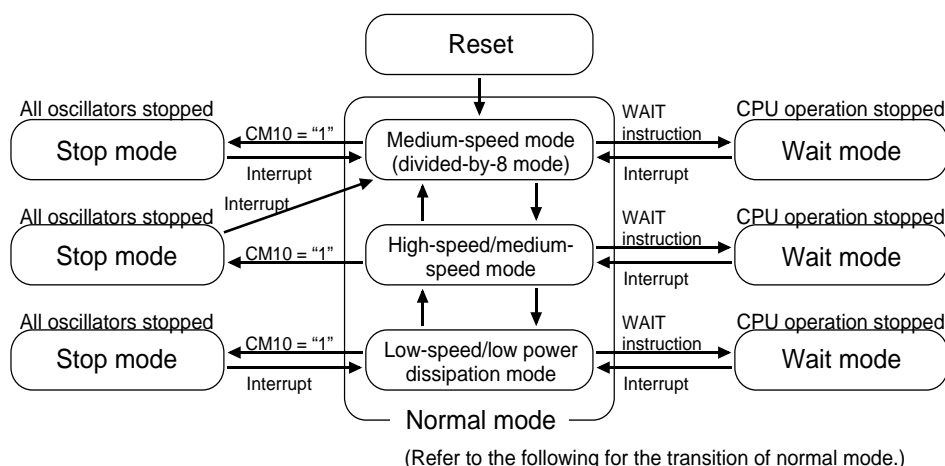 Reset
All oscillators stopped
Stop mode
CM10 = “1”
Interrupt
Medium-speed mode
(divided-by-8 mode)
WAIT
instruction
Interrupt
CPU operation stopped
Wait mode
All oscillators stopped
Stop mode
Interrupt
CM10 = “1”
High-speed/medium-
speed mode
WAIT
instruction
Interrupt
CPU operation stopped
Wait mode
All oscillators stopped
Stop mode
CM10 = “1”
Interrupt
Low-speed/low power
dissipation mode
WAIT
instruction
Interrupt
CPU operation stopped
Wait mode
Normal mode
(Refer to the following for the transition of normal mode.)